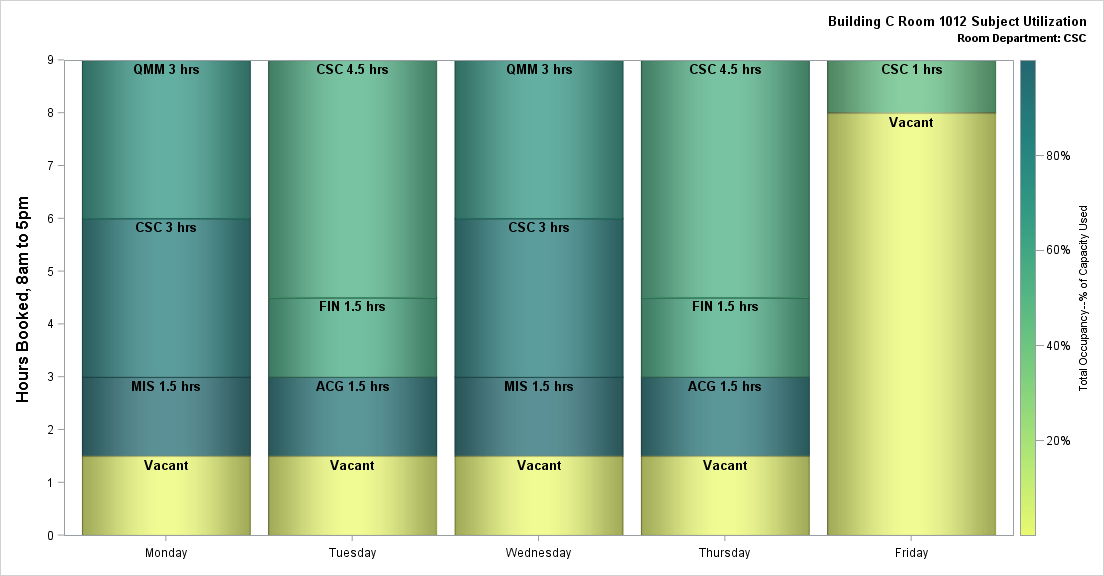 Building C Room 1012 Subject Utilization
Room Department: CSC
Hours Booked, 8am to 5pm
9
8
7
6
5
4
3
2
1
0
QMM 3 hrs
CSC 3 hrs
MIS 1.5 hrs
Vacant
Monday
CSC 4.5 hrs
FIN 1.5 hrs
ACG 1.5 hrs
Vacant
Tuesday
QMM 3 hrs
CSC 3 hrs
MIS 1.5 hrs
Vacant
Wednesday
CSC 4.5 hrs
FIN 1.5 hrs
ACG 1.5 hrs
Vacant
Thursday
CSC 1 hrs
Vacant
Friday
80%
60%
40%
20%
Total Occupancy--% of Capacity Used